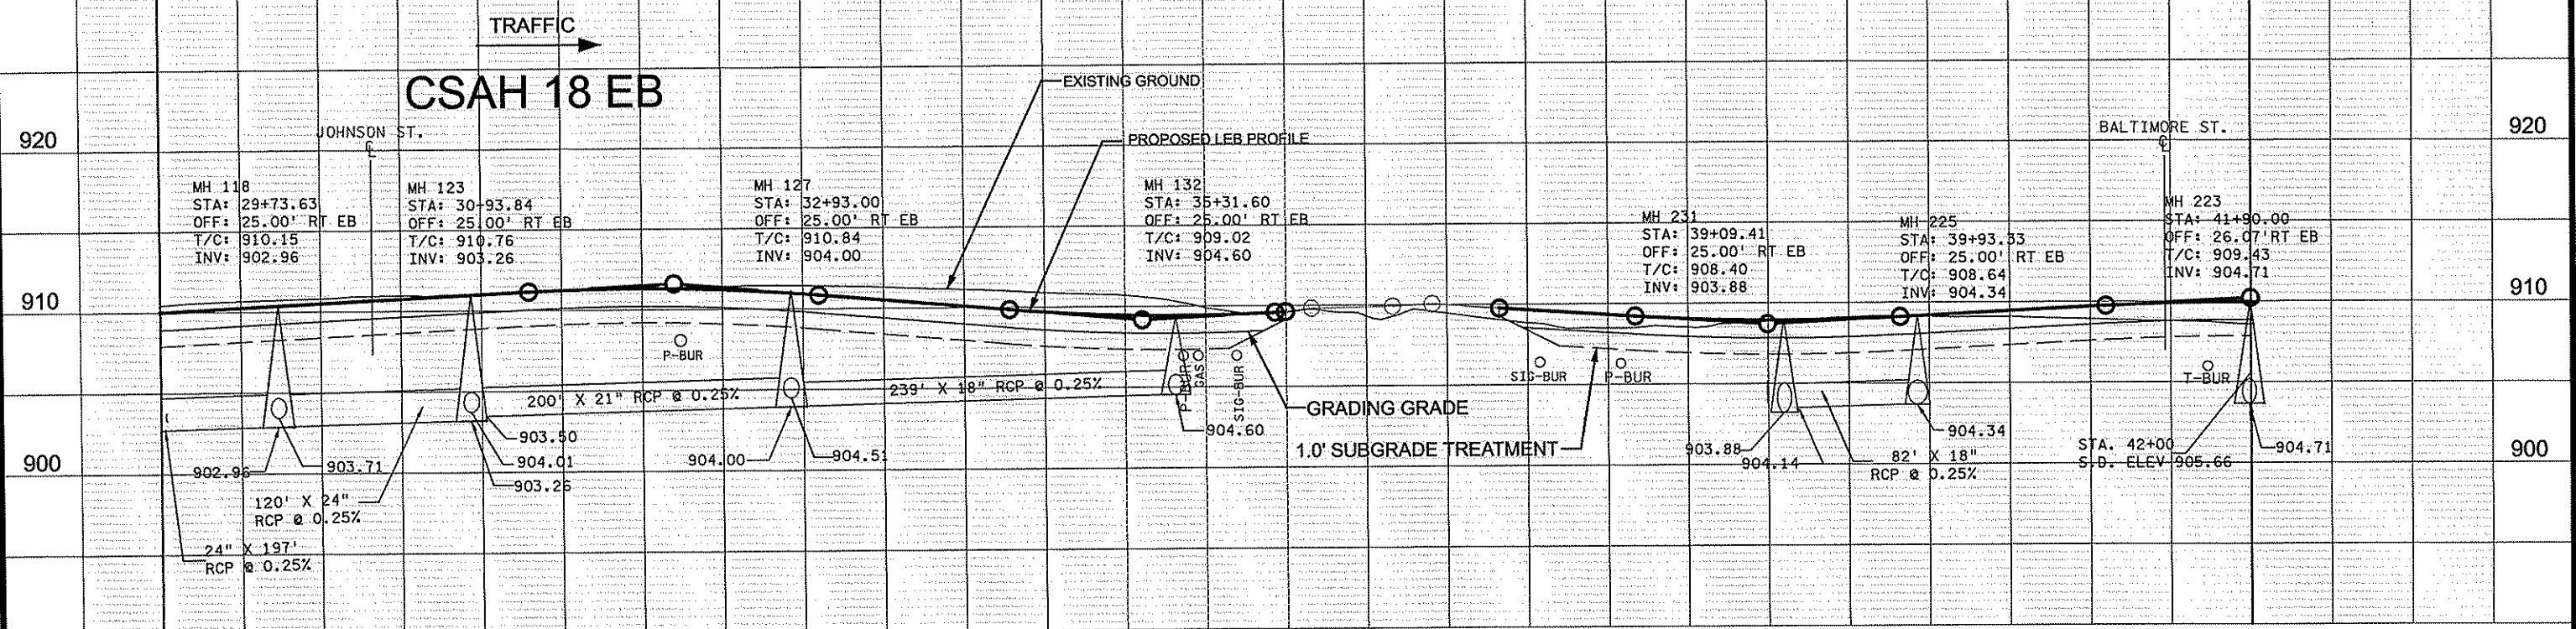 TRAFFIC
CSAH 18 EB
EXISTING GROUND
PROPOSED LEB PROFILE
920
JOHNSON ST.
BALTIMORE ST.
920
MH 118
STA: 29+73.63
OFF: 25.00' RT EB
T/C: 910.15
INV: 902.96
MH 123
STA: 30+93.84
OFF: 25.00' RT EB
T/C: 910.76
INV: 903.26
MH 127
STA: 32+93.00
OFF: 25.00' RT EB
T/C: 910.84
INV: 904.00
MH 132
STA: 35+31.60
OFF: 25.00' RT EB
T/C: 909.02
INV: 904.60
MH 231
STA: 39+09.41
OFF: 25.00' RT EB
T/C: 908.40
INV: 903.88
MH 225
STA: 39+93.33
OFF: 25.00' RT EB
T/C: 908.64
INV: 904.34
MH 223
STA: 41+90.00
OFF: 26.07' RT EB
T/C: 909.43
INV: 904.71
910
910
P-BUR
P-BUR
GAS
SIG-BUR
SIG-BUR
P-BUR
T-BUR
200' X 21" RCP @ 0.25%
239' X 18" RCP @ 0.25%
GRADING GRADE
1.0' SUBGRADE TREATMENT
900
902.96
903.71
903.50
904.01
903.26
904.00
904.51
904.60
903.88
904.14
904.34
82' X 18"
RCP @ 0.25%
STA. 42+00
S.D. ELEV 905.66
904.71
900
120' X 24"
RCP @ 0.25%
24" X 197'
RCP @ 0.25%